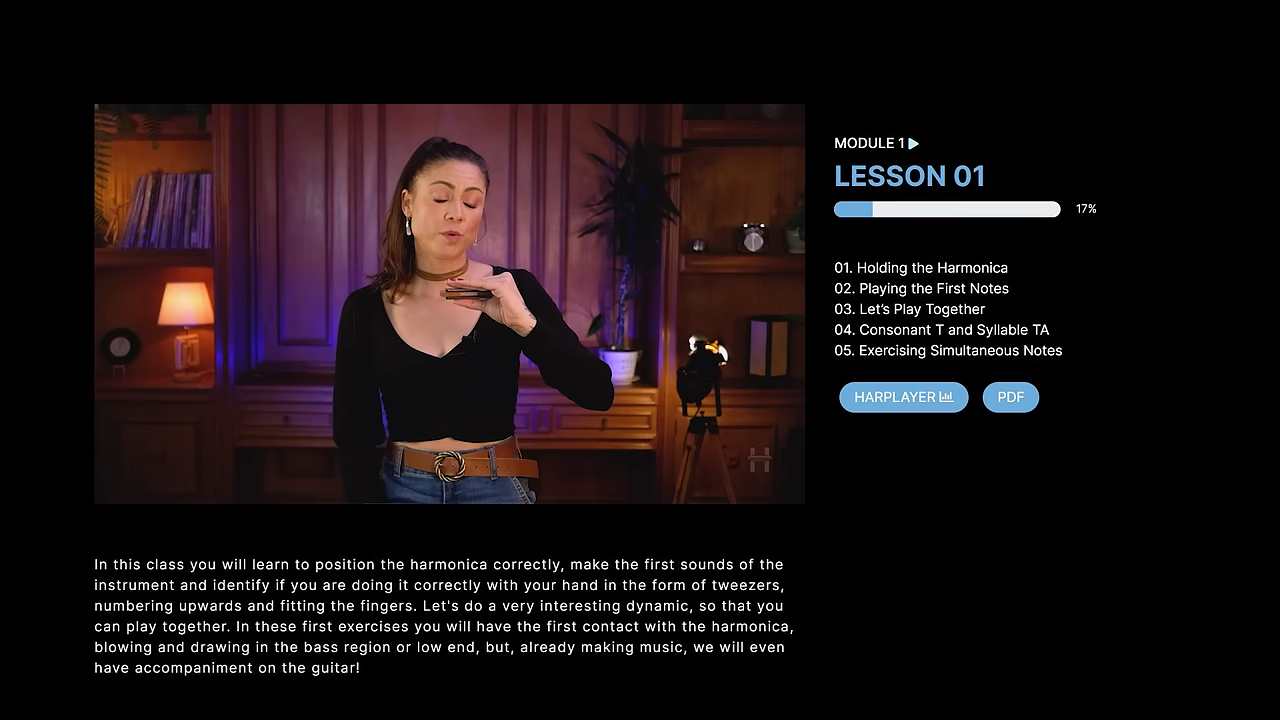 MODULE 1
LESSON 01
17%
01. Holding the Harmonica
02. Playing the First Notes
03. Let's Play Together
04. Consonant T and Syllable TA
05. Exercising Simultaneous Notes
HARPLAYER
PDF
H
In this class you will learn to position the harmonica correctly, make the first sounds of the
instrument and identify if you are doing it correctly with your hand in the form of tweezers,
numbering upwards and fitting the fingers. Let's do a very interesting dynamic, so that you
can play together. In these first exercises you will have the first contact with the harmonica,
blowing and drawing in the bass region or low end, but, already making music, we will even
have accompaniment on the guitar!